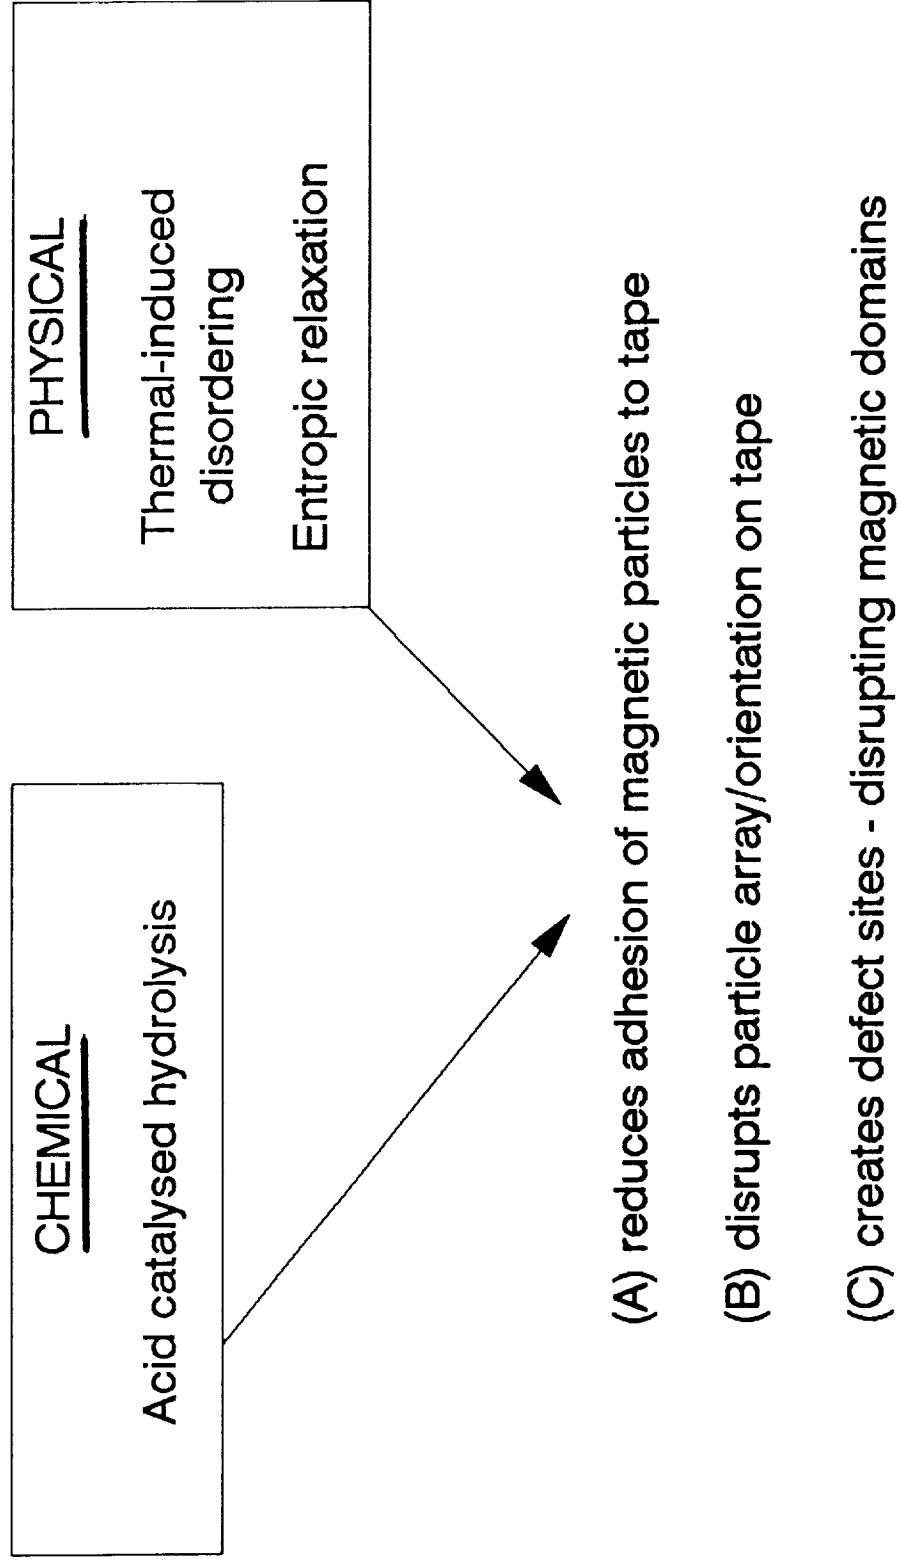 CHEMICAL
Acid catalysed hydrolysis
PHYSICAL
Thermal-induced
disordering
Entropic relaxation
(A) reduces adhesion of magnetic particles to tape
(B) disrupts particle array/orientation on tape
(C) creates defect sites - disrupting magnetic domains